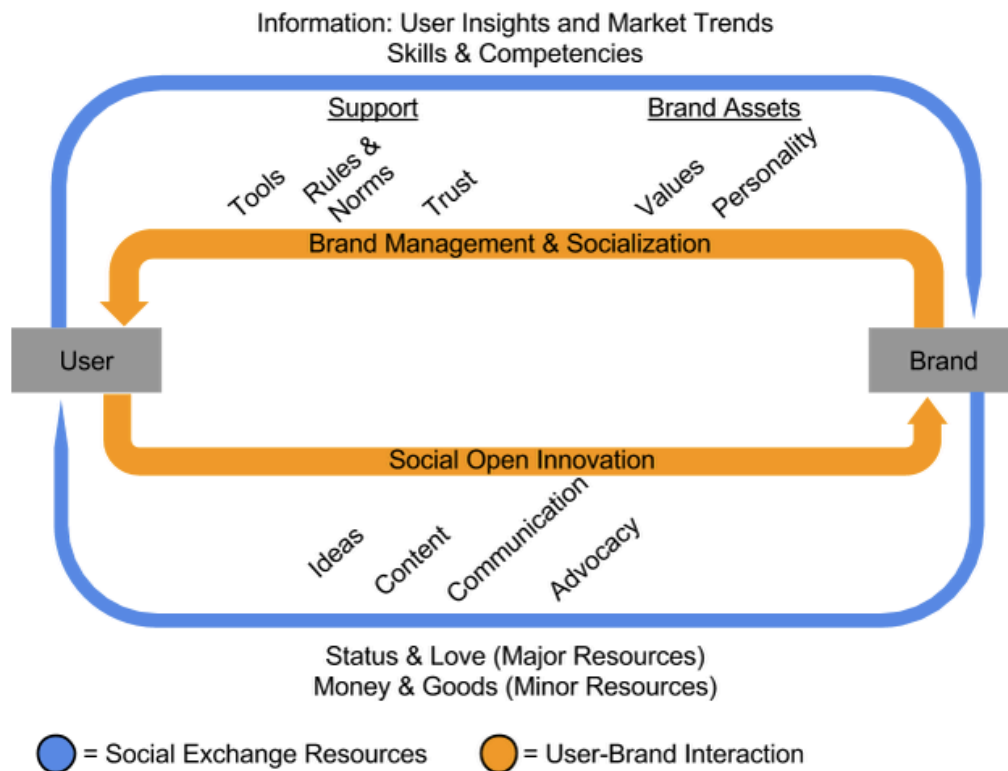 Information: User Insights and Market Trends
Skills & Competencies
Support
Brand Assets
Tools
Rules &
Norms
Trust
Values
Personality
Brand Management & Socialization
User
Brand
Social Open Innovation
Ideas
Content
Communication
Advocacy
Status & Love (Major Resources)
Money & Goods (Minor Resources)
= Social Exchange Resources
= User-Brand Interaction